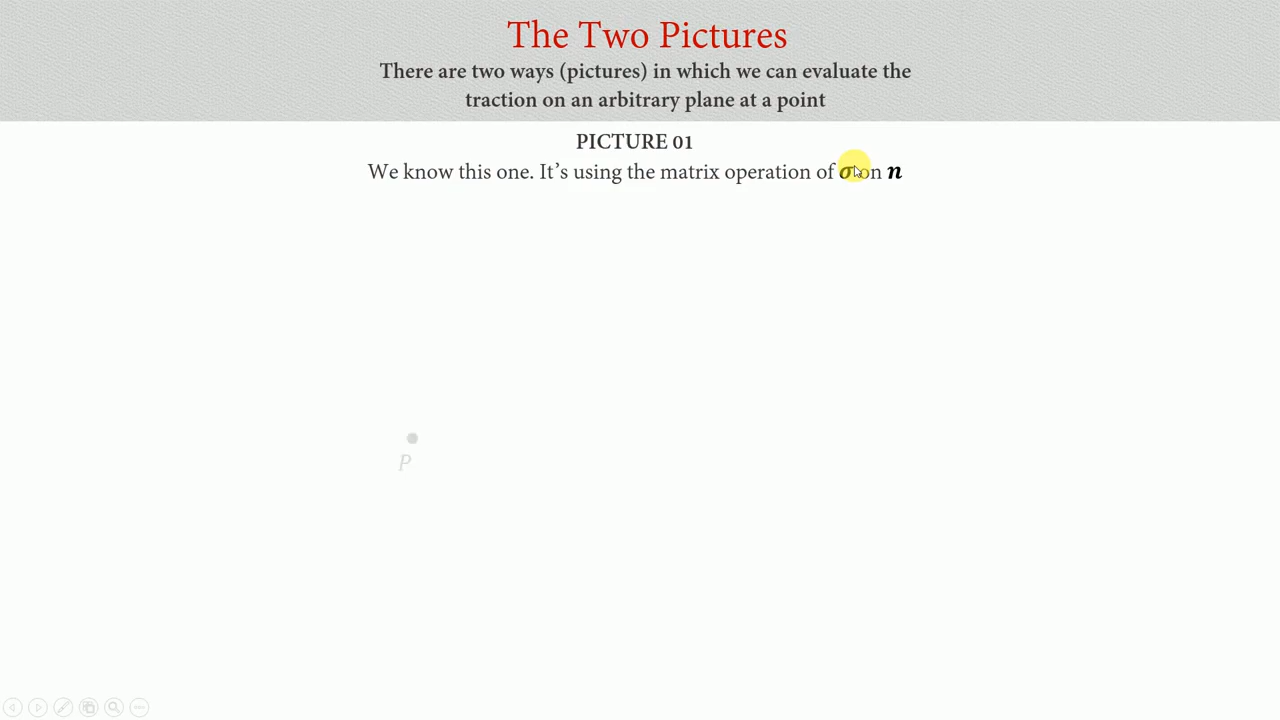 The Two Pictures
There are two ways (pictures) in which we can evaluate the
traction on an arbitrary plane at a point
PICTURE 01
We know this one. It’s using the matrix operation of σ on n
P